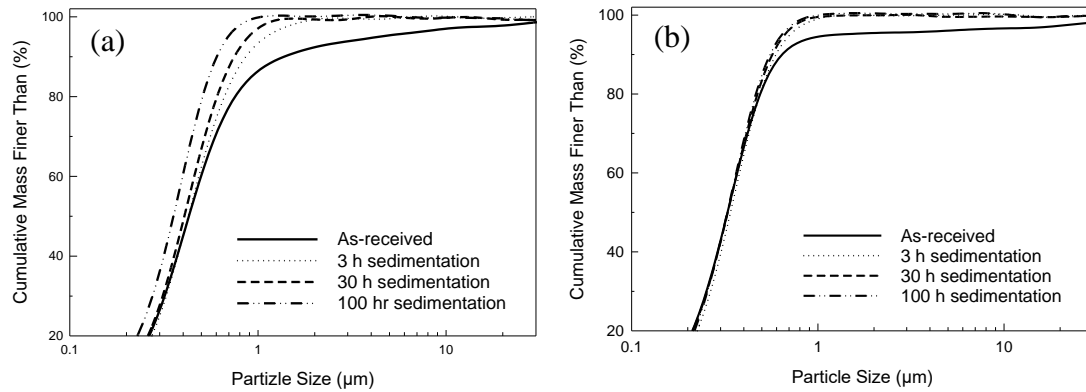 (a)
Cumulative Mass Finer Than (%)
100
80
60
40
20
As-received
3 h sedimentation
30 h sedimentation
100 hr sedimentation
0.1
1
10
Partizle Size (µm)
(b)
Cumulative Mass Finer Than (%)
100
80
60
40
20
As-received
3 h sedimentation
30 h sedimentation
100 h sedimentation
0.1
1
10
Particle Size (µm)